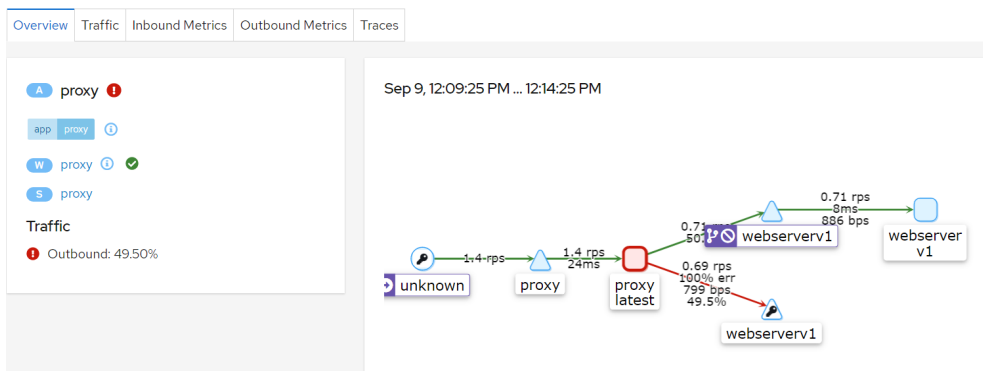 Overview
Traffic
Inbound Metrics
Outbound Metrics
Traces
A proxy
app proxy
W proxy
S proxy
Traffic
Outbound: 49.50%
Sep 9, 12:09:25 PM ... 12:14:25 PM
1.4 rps
unknown
1.4 rps
24ms
proxy
proxy
latest
0.71
webserverv1
0.71 rps
8ms
886 bps
webserver
v1
0.69 rps
100% err
799 bps
49.5%
webserverv1